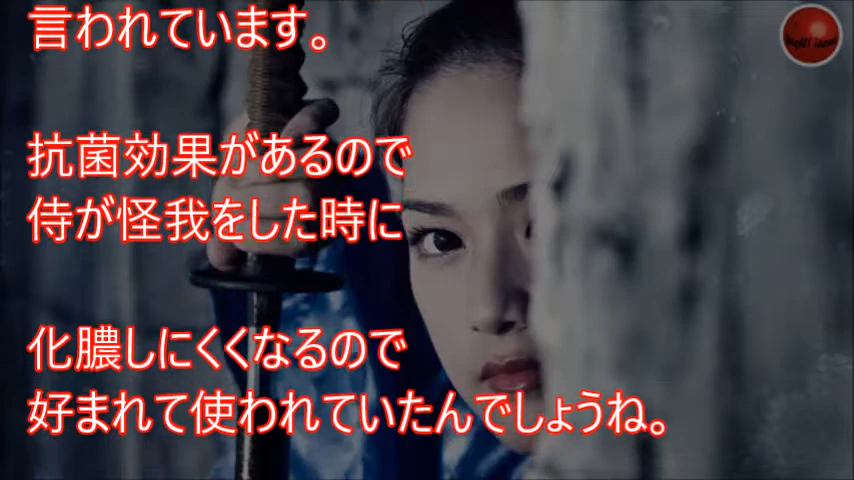 言われています。
抗菌効果があるので
侍が怪我をした時に
化膿しにくくなるので
好まれて使われていたんでしょうね。